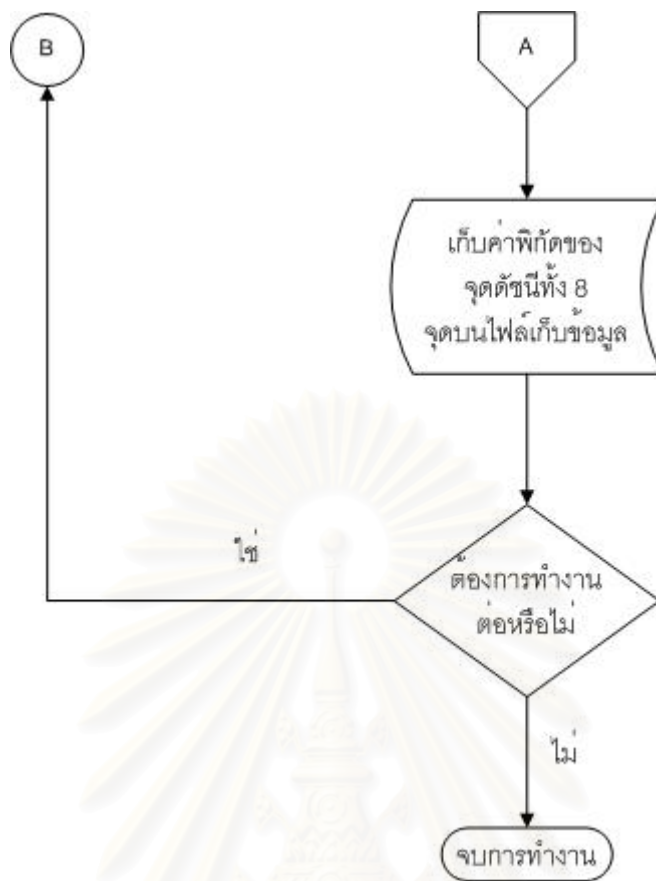 B
A
เก็บค่าพิกัดของ
จุดดัชนีทั้ง 8
จุดบนไฟล์เก็บข้อมูล
ใช่
ต้องการทำงาน
ต่อหรือไม่
ไม่
จบการทำงาน